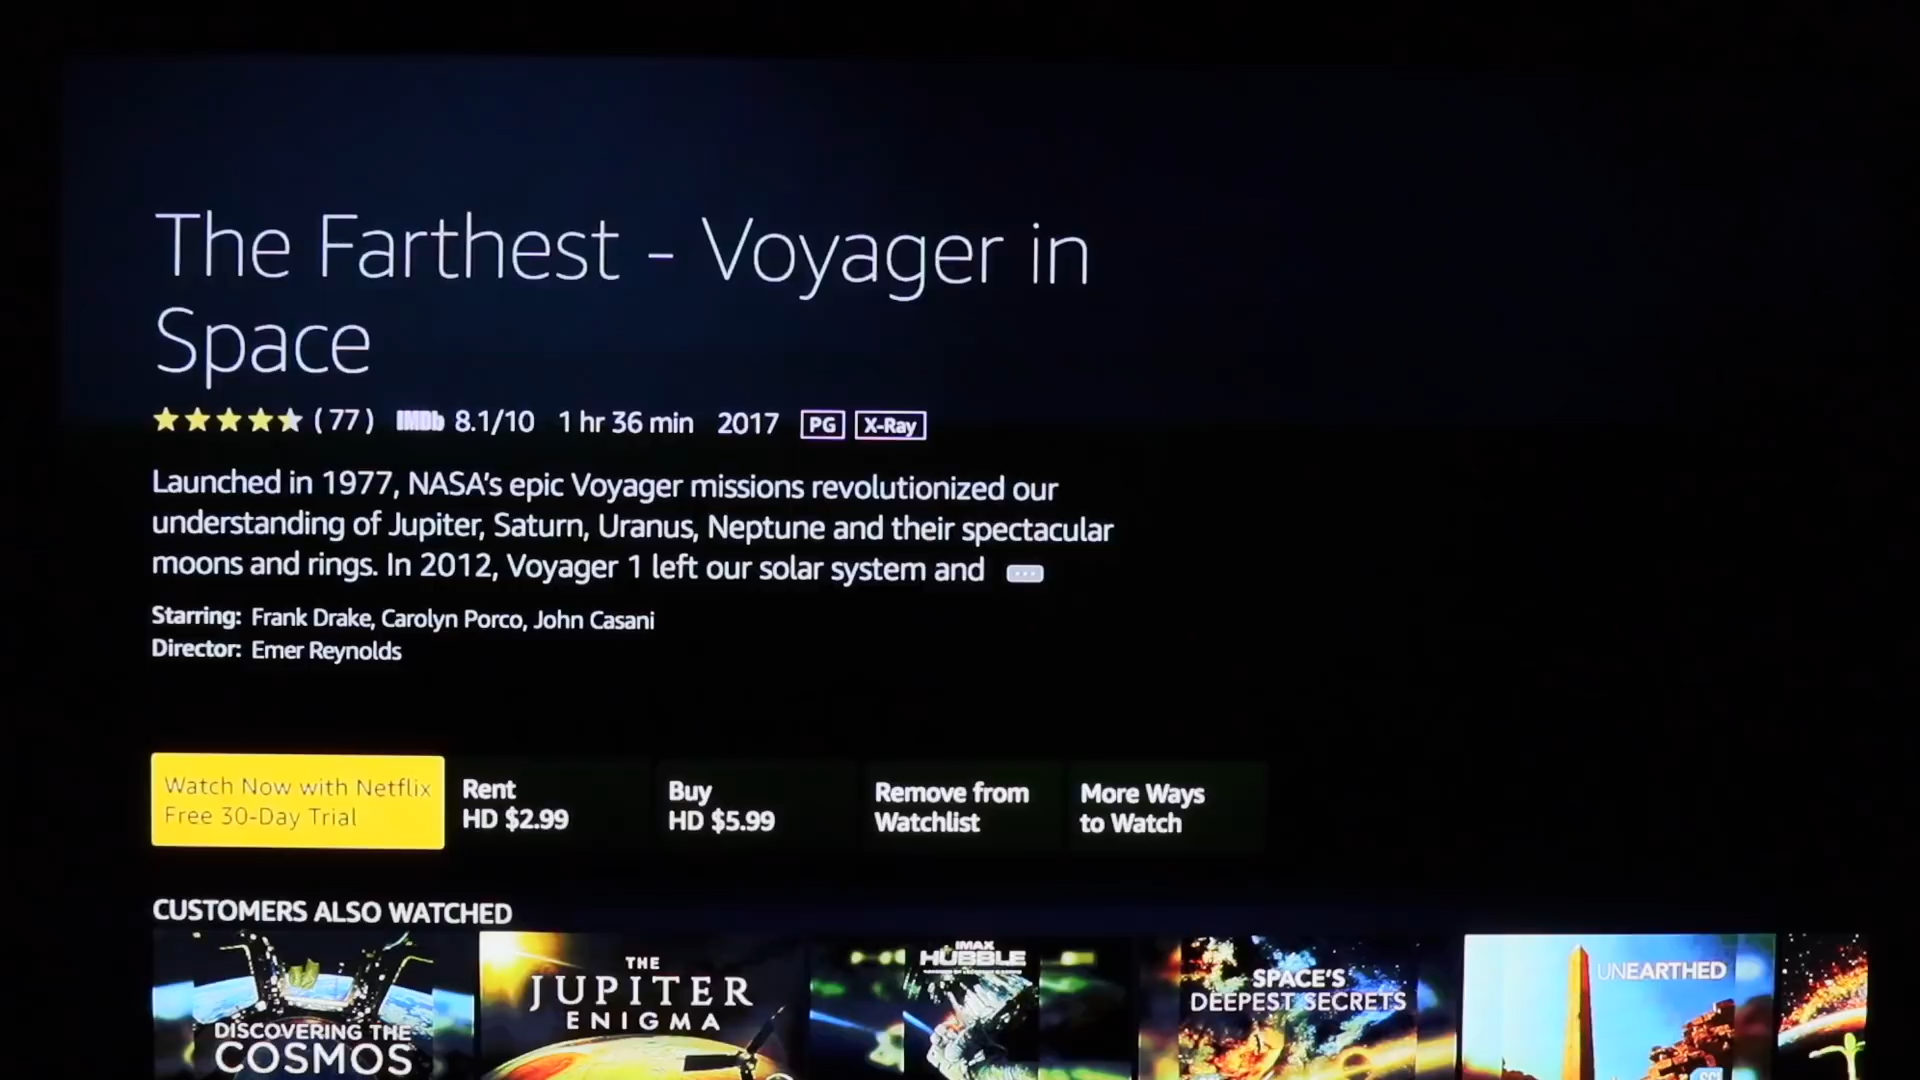 The Farthest - Voyager in
Space
(77) IMDb 8.1/10 1 hr 36 min 2017 PG X-Ray
Launched in 1977, NASA's epic Voyager missions revolutionized our
understanding of Jupiter, Saturn, Uranus, Neptune and their spectacular
moons and rings. In 2012, Voyager 1 left our solar system and ...
Starring: Frank Drake, Carolyn Porco, John Casani
Director: Emer Reynolds
Watch Now with Netflix
Free 30-Day Trial
Rent
HD $2.99
Buy
HD $5.99
Remove from
Watchlist
More Ways
to Watch
CUSTOMERS ALSO WATCHED
DISCOVERING THE
COSMOS
THE
JUPITER
ENIGMA
IMAX
HUBBLE
SPACE'S
DEEPEST SECRETS
UNEARTHED